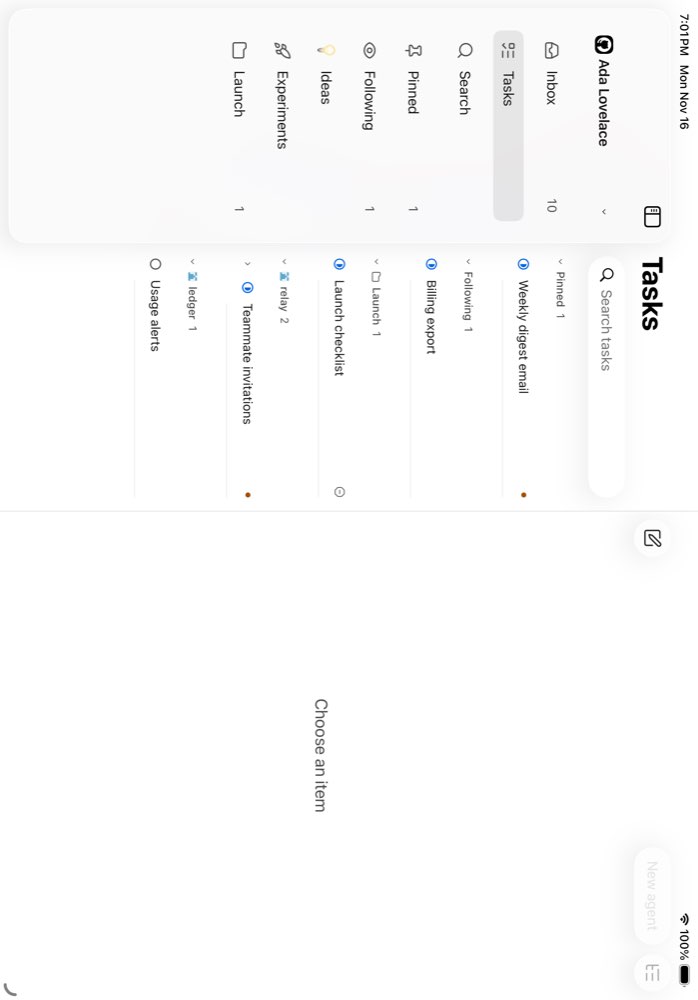 7:01 PM Mon Nov 16
100%
Ada Lovelace
Inbox 10
Tasks
Search
Pinned 1
Following 1
Ideas
Experiments
Launch 1
Tasks
Search tasks
Pinned 1
Weekly digest email
Following 1
Billing export
Launch 1
Launch checklist
relay 2
Teammate invitations
ledger 1
Usage alerts
New agent
Choose an item